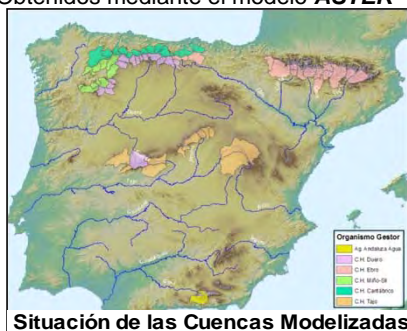 Obtenidos mediante el modelo ASTER
Organismo Gestor
Ag. Andaluza Agua
C.H. Duero
C.H. Ebro
C.H. Miño-Sil
C.H. Cantábrico
C.H. Tajo
Situación de las Cuencas Modelizadas